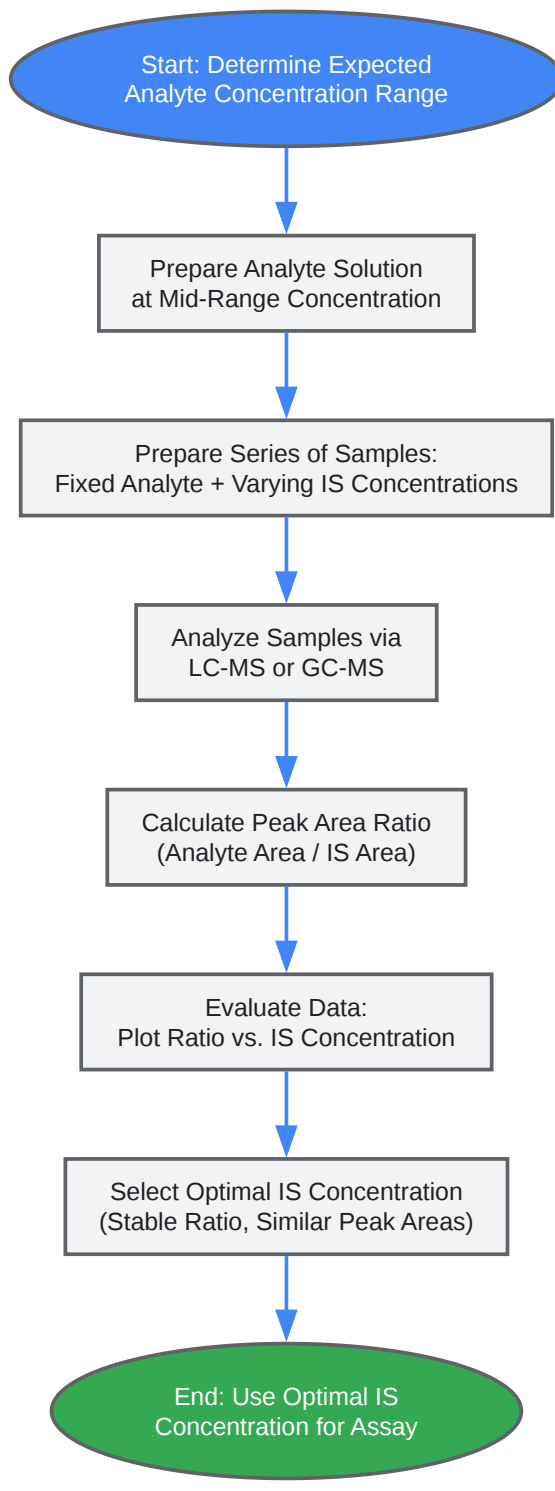 Start: Determine Expected
Analyte Concentration Range
Prepare Analyte Solution
at Mid-Range Concentration
Prepare Series of Samples:
Fixed Analyte + Varying IS Concentrations
Analyze Samples via
LC-MS or GC-MS
Calculate Peak Area Ratio
(Analyte Area / IS Area)
Evaluate Data:
Plot Ratio vs. IS Concentration
Select Optimal IS Concentration
(Stable Ratio, Similar Peak Areas)
End: Use Optimal IS
Concentration for Assay